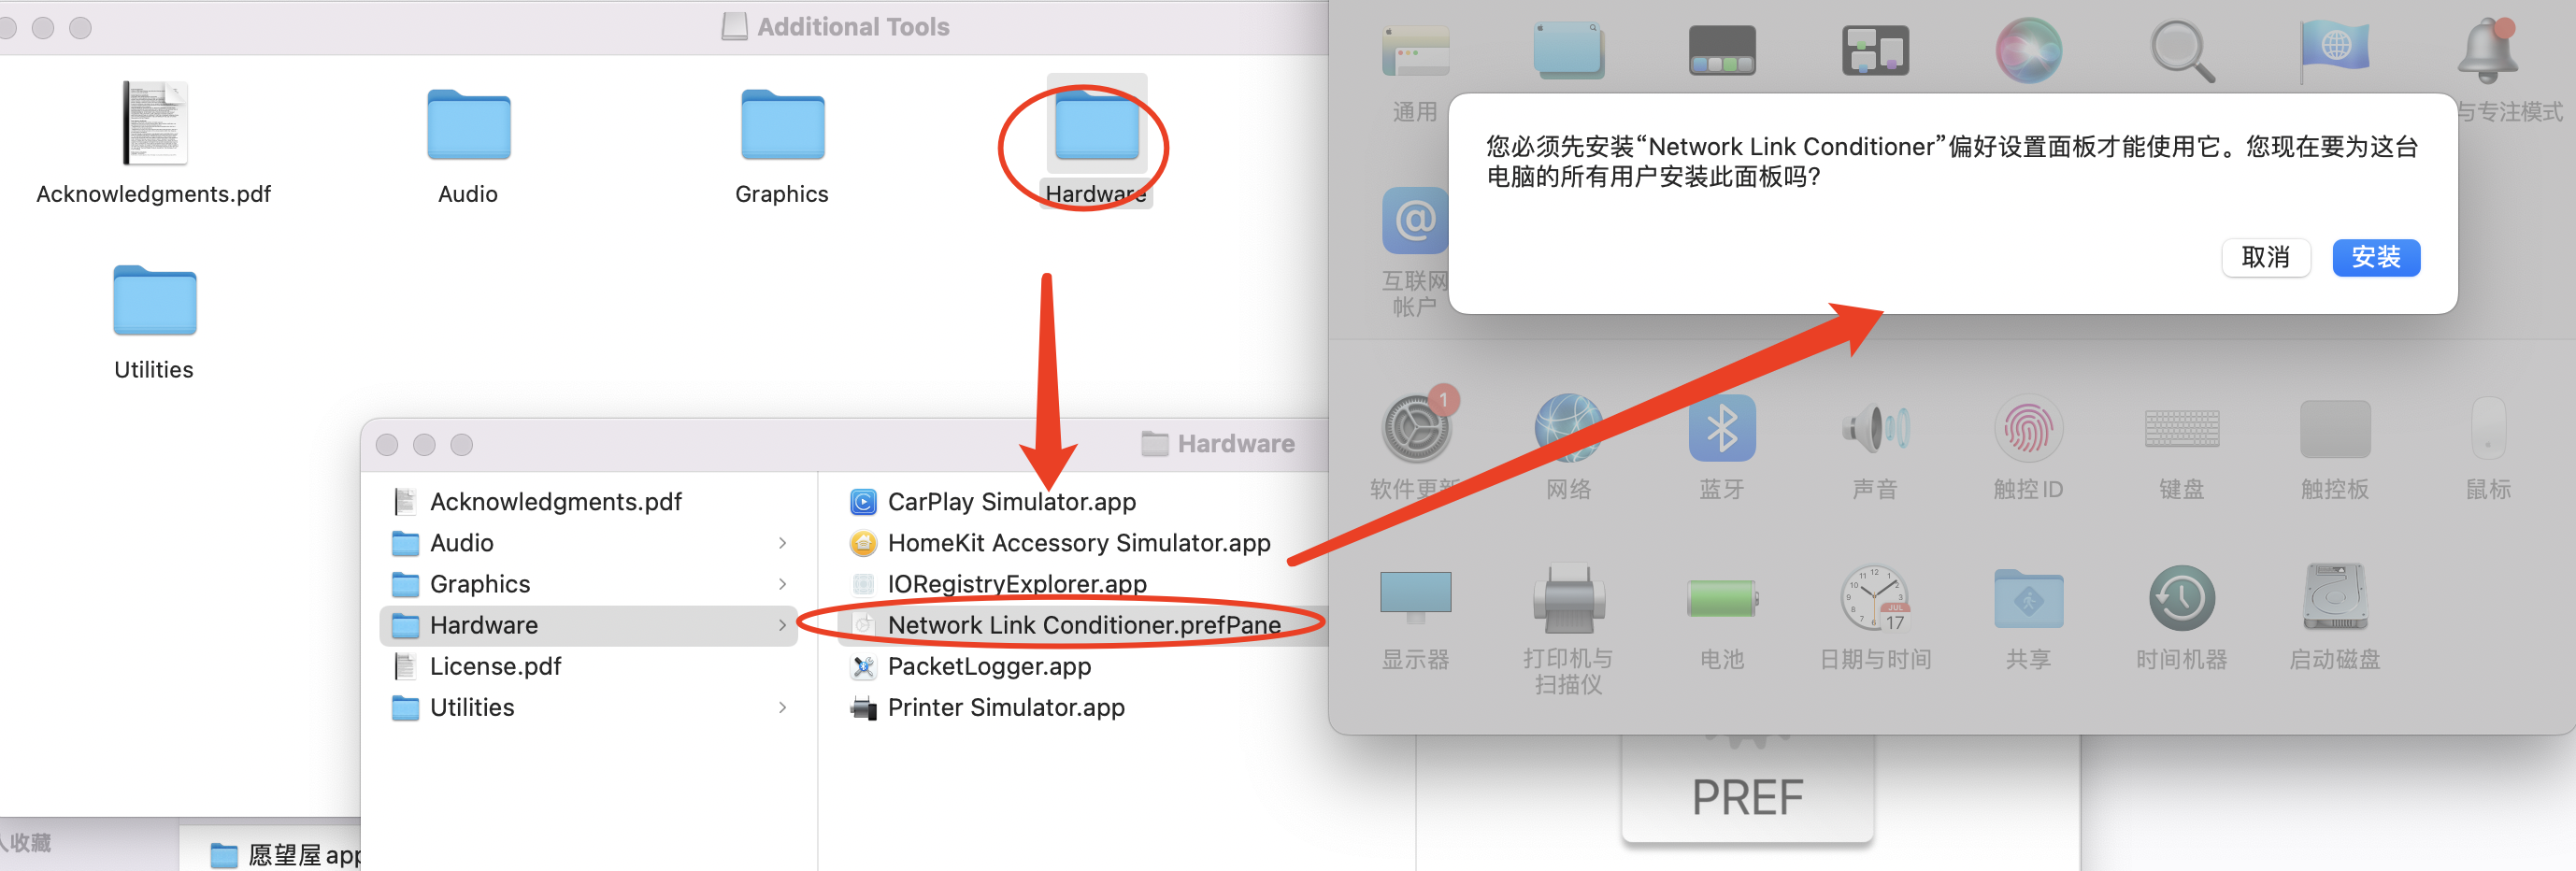 Additional Tools
Acknowledgments.pdf
Audio
Graphics
Hardware
Utilities
Hardware
Acknowledgments.pdf
Audio
Graphics
Hardware
License.pdf
Utilities
CarPlay Simulator.app
HomeKit Accessory Simulator.app
IORegistryExplorer.app
Network Link Conditioner.prefPane
PacketLogger.app
Printer Simulator.app
PREF
人收藏
愿望屋app
通用
与专注模式
您必须先安装“Network Link Conditioner”偏好设置面板才能使用它。您现在要为这台
电脑的所有用户安装此面板吗?
取消
安装
互联网
帐户
1
软件更新
网络
蓝牙
声音
触控ID
键盘
触控板
鼠标
JUL
17
显示器
打印机与
扫描仪
电池
日期与时间
共享
时间机器
启动磁盘